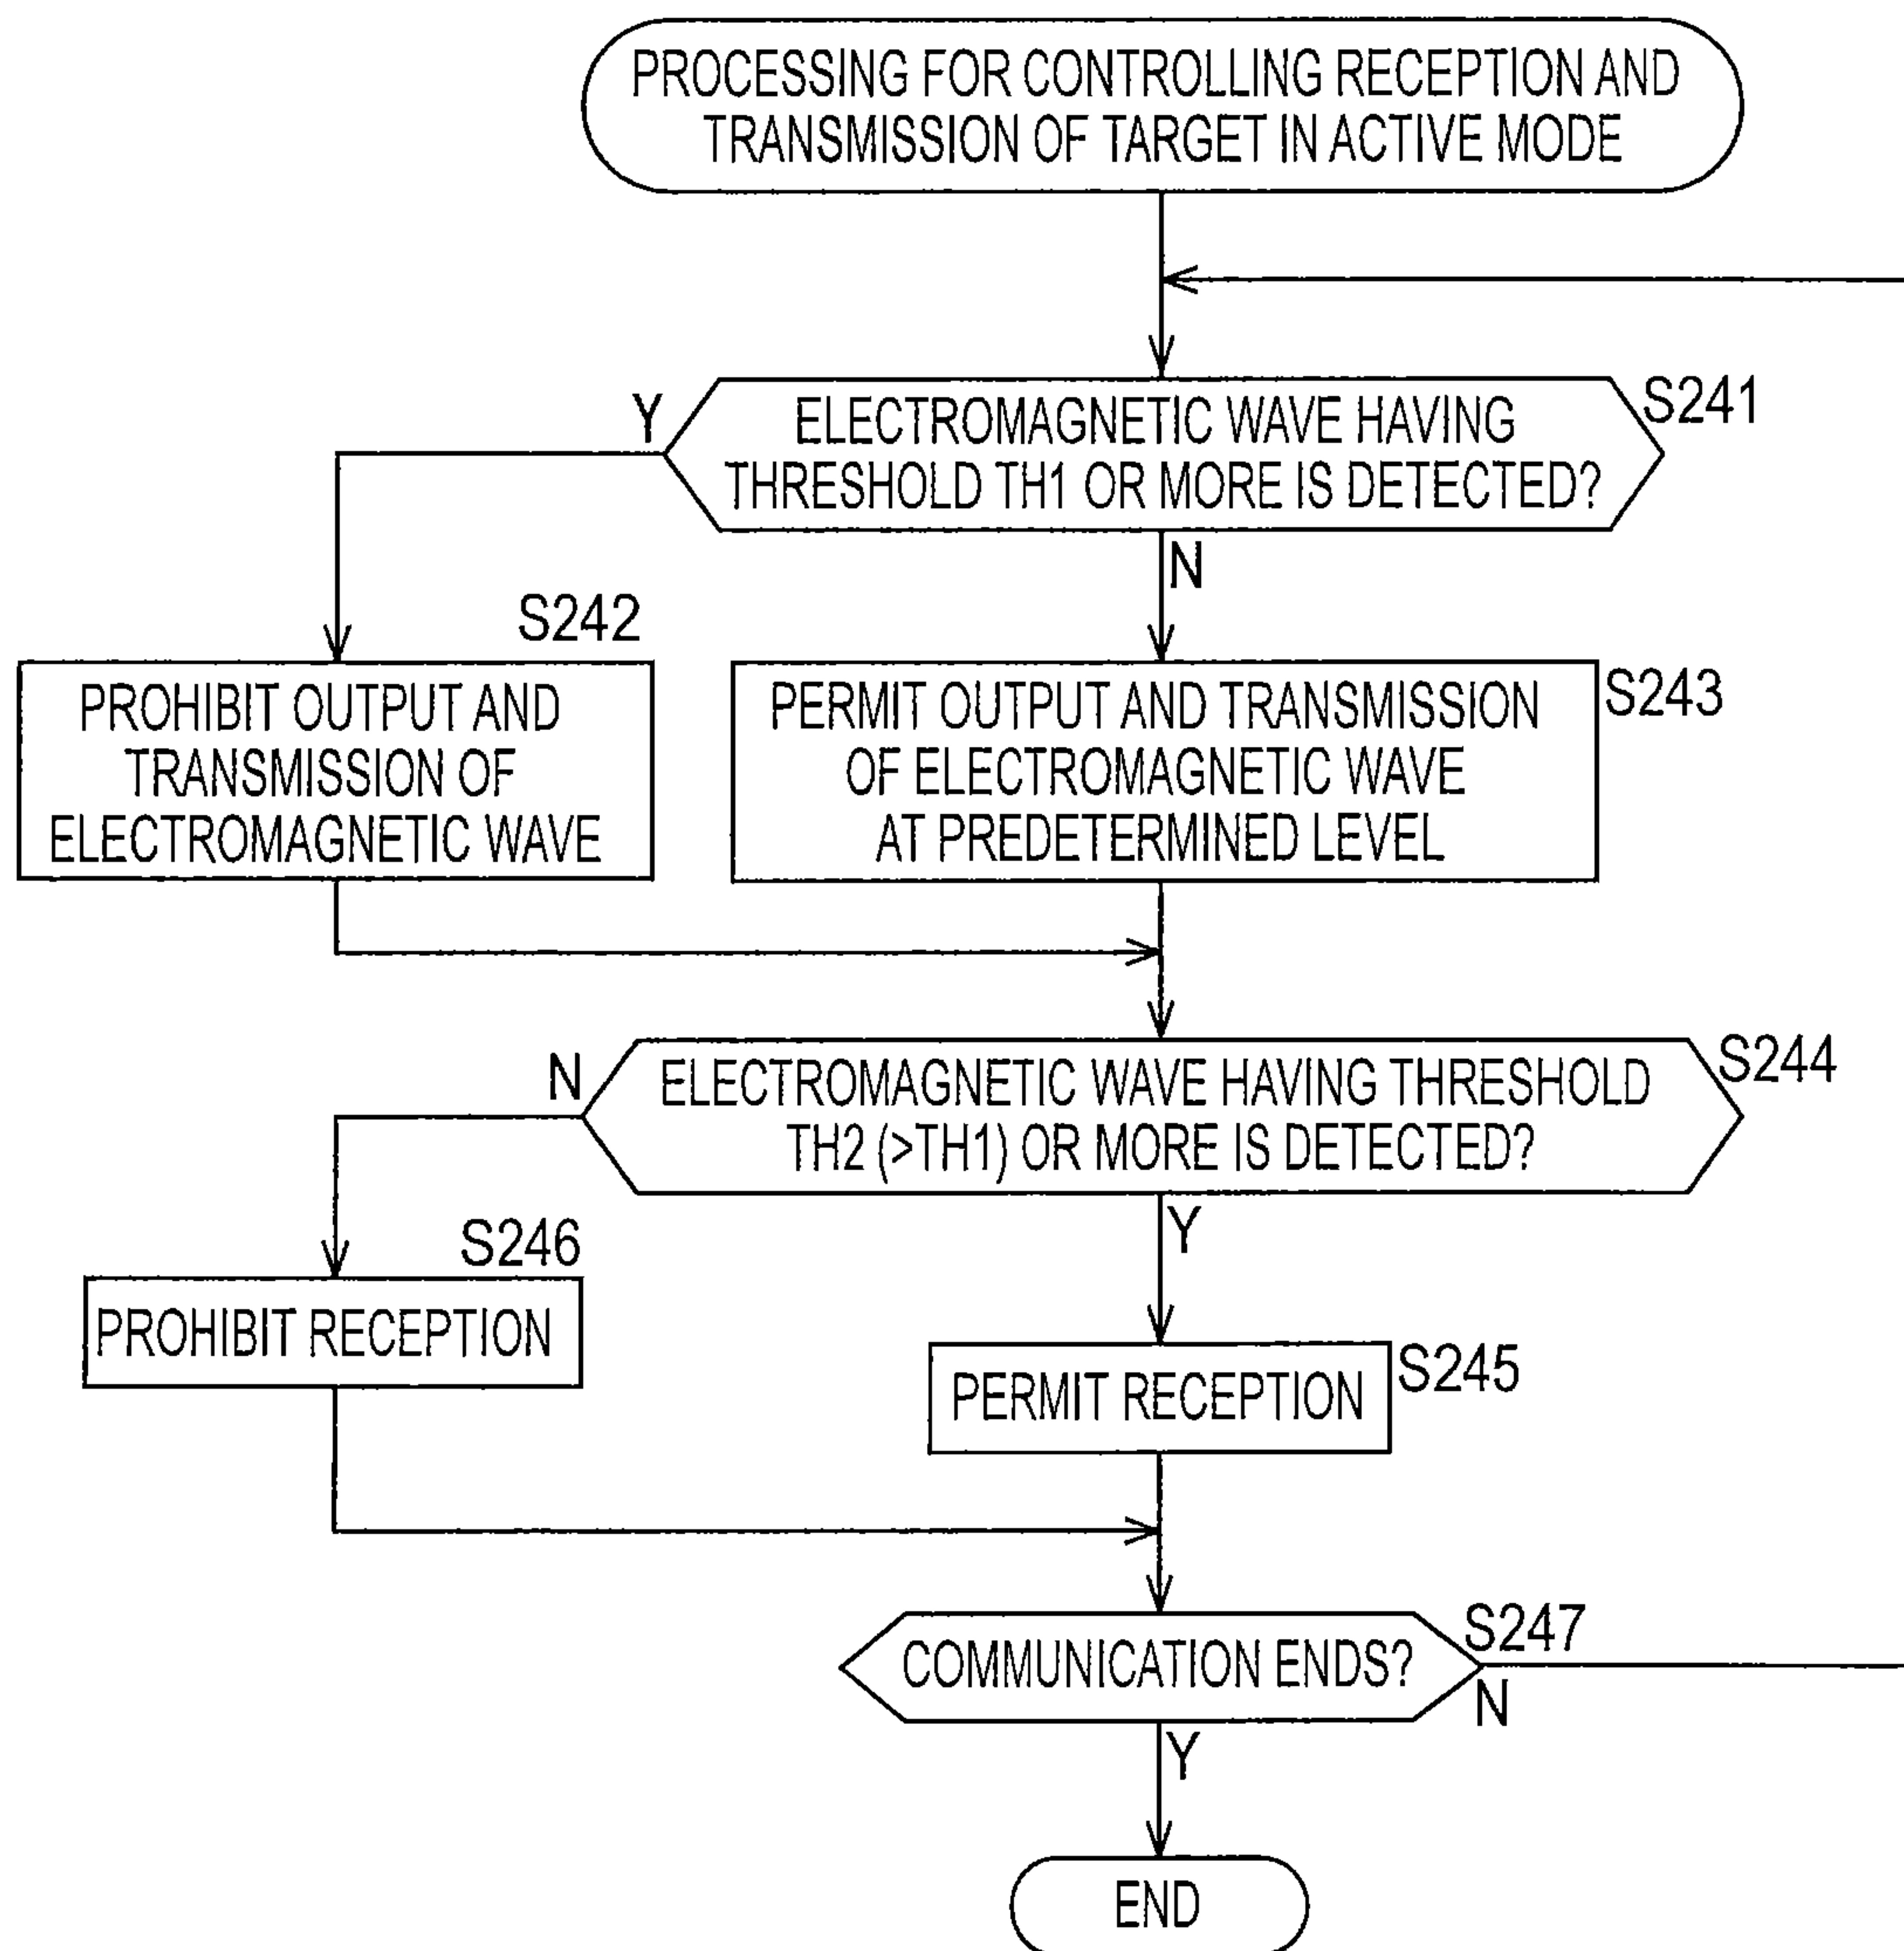 PROCESSING FOR CONTROLLING RECEPTION AND
TRANSMISSION OF TARGET IN ACTIVE MODE
Y
ELECTROMAGNETIC WAVE HAVING
THRESHOLD TH1 OR MORE IS DETECTED?
S241
N
S242
PROHIBIT OUTPUT AND
TRANSMISSION OF
ELECTROMAGNETIC WAVE
PERMIT OUTPUT AND TRANSMISSION
OF ELECTROMAGNETIC WAVE
AT PREDETERMINED LEVEL
S243
N
ELECTROMAGNETIC WAVE HAVING THRESHOLD
TH2 (>TH1) OR MORE IS DETECTED?
S244
Y
S246
PROHIBIT RECEPTION
PERMIT RECEPTION
S245
COMMUNICATION ENDS?
S247
N
Y
END